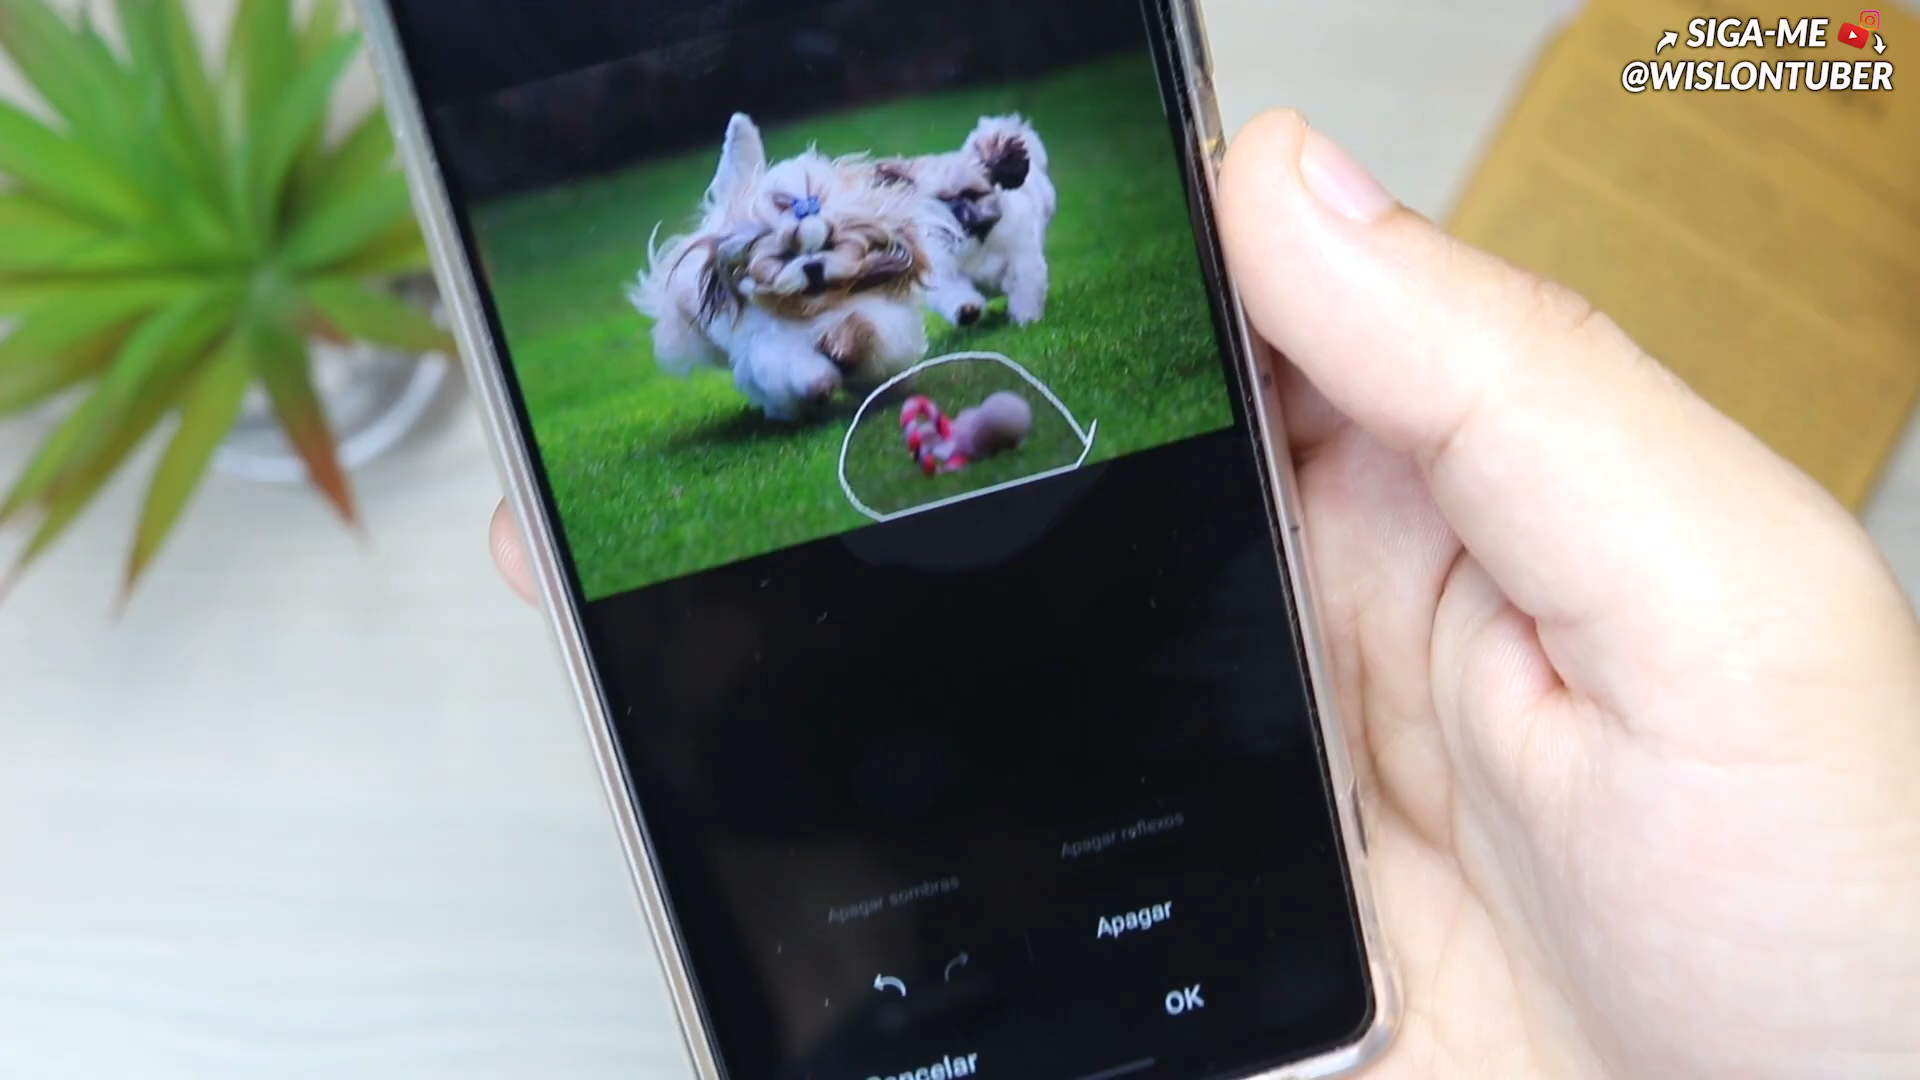 SIGA-ME
@WISLONTUBER
Apagar sombras
Apagar reflexos
Apagar
OK
Cancelar